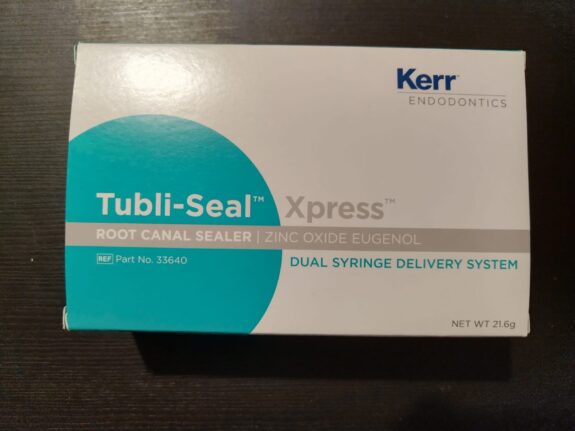 Kerr™
ENDODONTICS
Tubli-Seal™ Xpress™
ROOT CANAL SEALER | ZINC OXIDE EUGENOL
REF Part No. 33640
DUAL SYRINGE DELIVERY SYSTEM
NET WT 21.6g